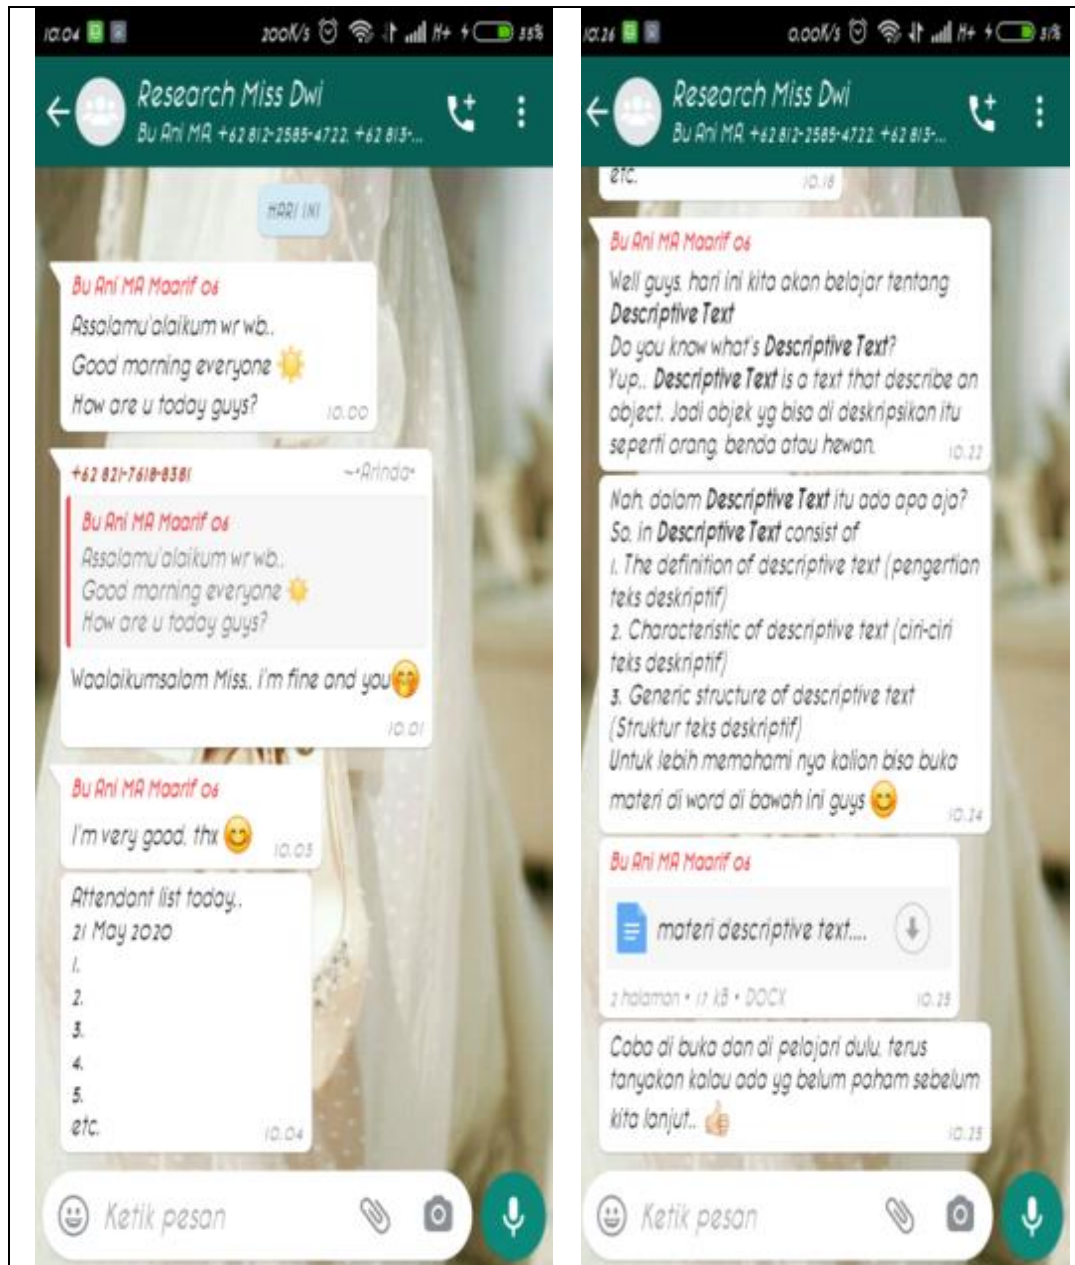 10.04 200K/s H+ 35%
Research Miss Dwi
Bu Ani MA, +62 812-2585-4722, +62 813-...
HARI INI
Bu Ani MA Maarif 06
Assalamu'alaikum wr wb..
Good morning everyone ☀️
How are u today guys?
10.00
+62 821-7618-8381 ~•Arinda•
Bu Ani MA Maarif 06
Assalamu'alaikum wr wb..
Good morning everyone ☀️
How are u today guys?
Waalaikumsalam Miss.. i'm fine and you🤗
10.01
Bu Ani MA Maarif 06
I'm very good, thx 😊 10.03
Attendant list today..
21 May 2020
1.
2.
3.
4.
5.
etc.
10.04
Ketik pesan
10.26 0,00K/s H+ 31%
Research Miss Dwi
Bu Ani MA, +62 812-2585-4722, +62 813-...
etc.
10.18
Bu Ani MA Maarif 06
Well guys, hari ini kita akan belajar tentang
Descriptive Text
Do you know what's Descriptive Text?
Yup.. Descriptive Text is a text that describe an
object. Jadi objek yg bisa di deskripsikan itu
seperti orang, benda atau hewan.
10.22
Nah, dalam Descriptive Text itu ada apa aja?
So, in Descriptive Text consist of
1. The definition of descriptive text (pengertian
teks deskriptif)
2. Characteristic of descriptive text (ciri-ciri
teks deskriptif)
3. Generic structure of descriptive text
(Struktur teks deskriptif)
Untuk lebih memahami nya kalian bisa buka
materi di word di bawah ini guys 😊
10.24
Bu Ani MA Maarif 06
materi descriptive text....
2 halaman • 17 kB • DOCX 10.25
Coba di buka dan di pelajari dulu, terus
tanyakan kalau ada yg belum paham sebelum
kita lanjut.. 👍🏻
10.25
Ketik pesan